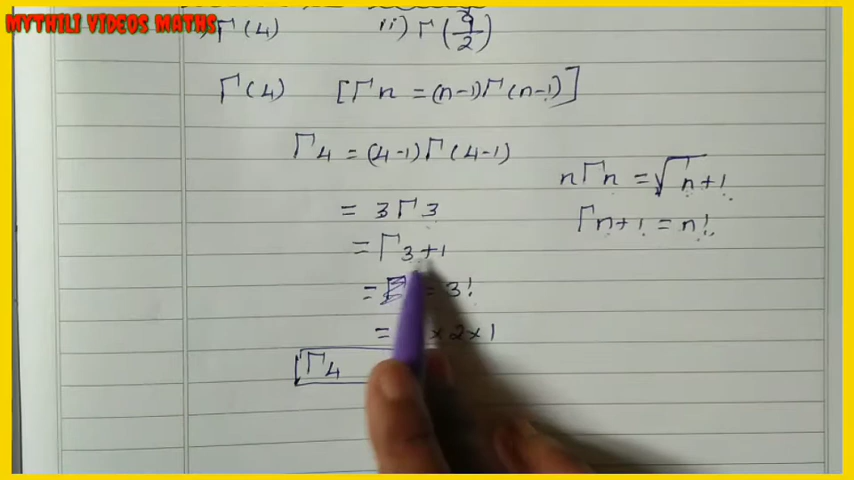 MYTHILI VIDEOS MATHS
Γ(4) ii) Γ(9/2)
Γ(4) [Γn = (n-1)Γ(n-1)]
Γ4 = (4-1)Γ(4-1)
= 3Γ3
= Γ3+1
= 3!
= ×2×1
Γ4
nΓn = √n+1
Γn+1 = n!